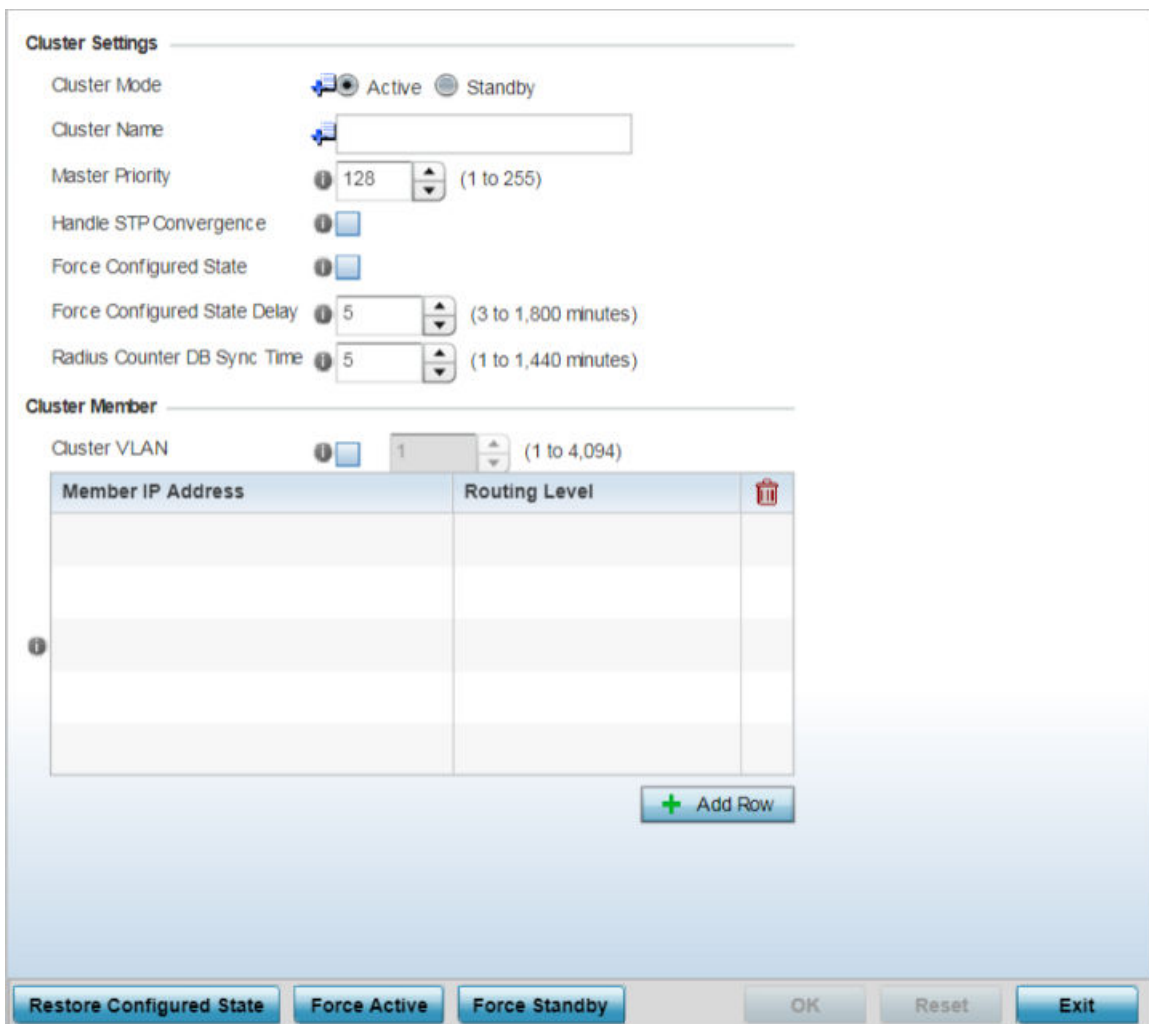 Cluster Settings
Cluster Mode Active Standby
Cluster Name
Master Priority 128 (1 to 255)
Handle STP Convergence
Force Configured State
Force Configured State Delay 5 (3 to 1,800 minutes)
Radius Counter DB Sync Time 5 (1 to 1,440 minutes)
Cluster Member
Cluster VLAN 1 (1 to 4,094)
Member IP Address Routing Level
Add Row
Restore Configured State Force Active Force Standby OK Reset Exit